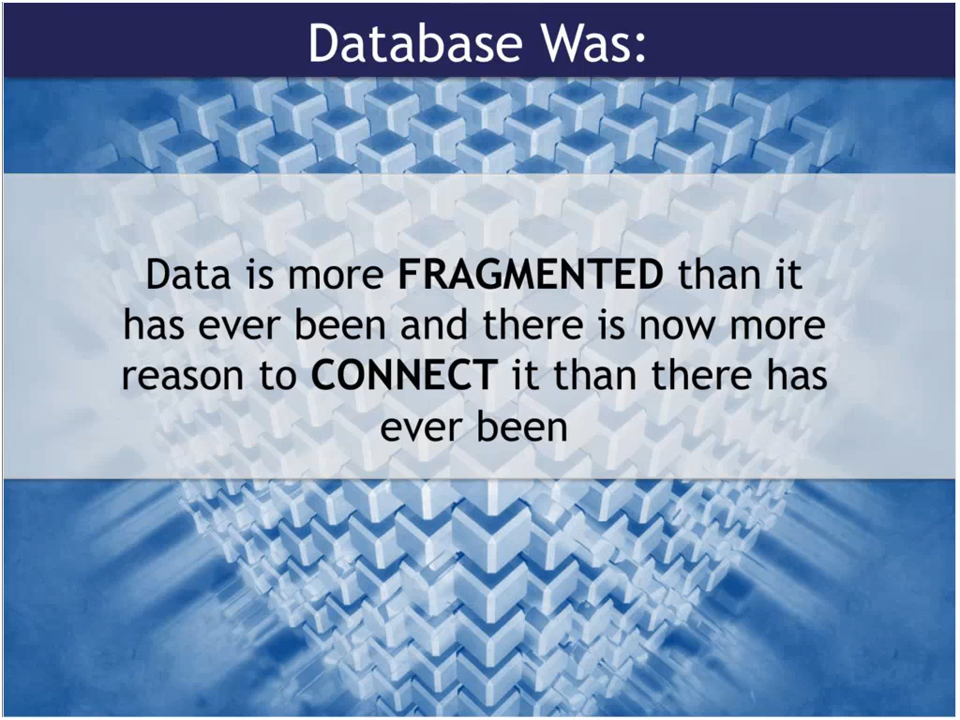 Database Was:
Data is more FRAGMENTED than it
has ever been and there is now more
reason to CONNECT it than there has
ever been